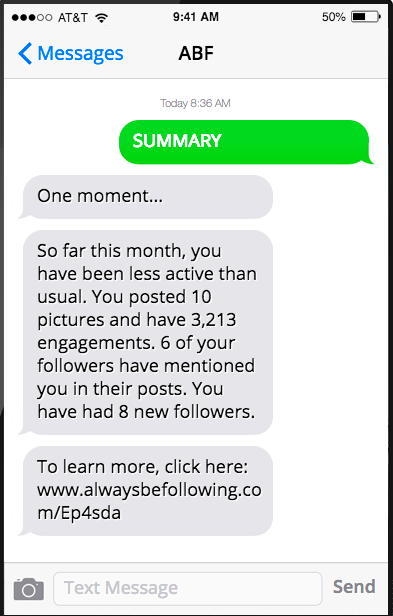 AT&T 9:41 AM 50%
Messages ABF
Today 8:36 AM
SUMMARY
One moment...
So far this month, you
have been less active than
usual. You posted 10
pictures and have 3,213
engagements. 6 of your
followers have mentioned
you in their posts. You
have had 8 new followers.
To learn more, click here:
www.alwaysbefollowing.co
m/Ep4sda
Text Message Send